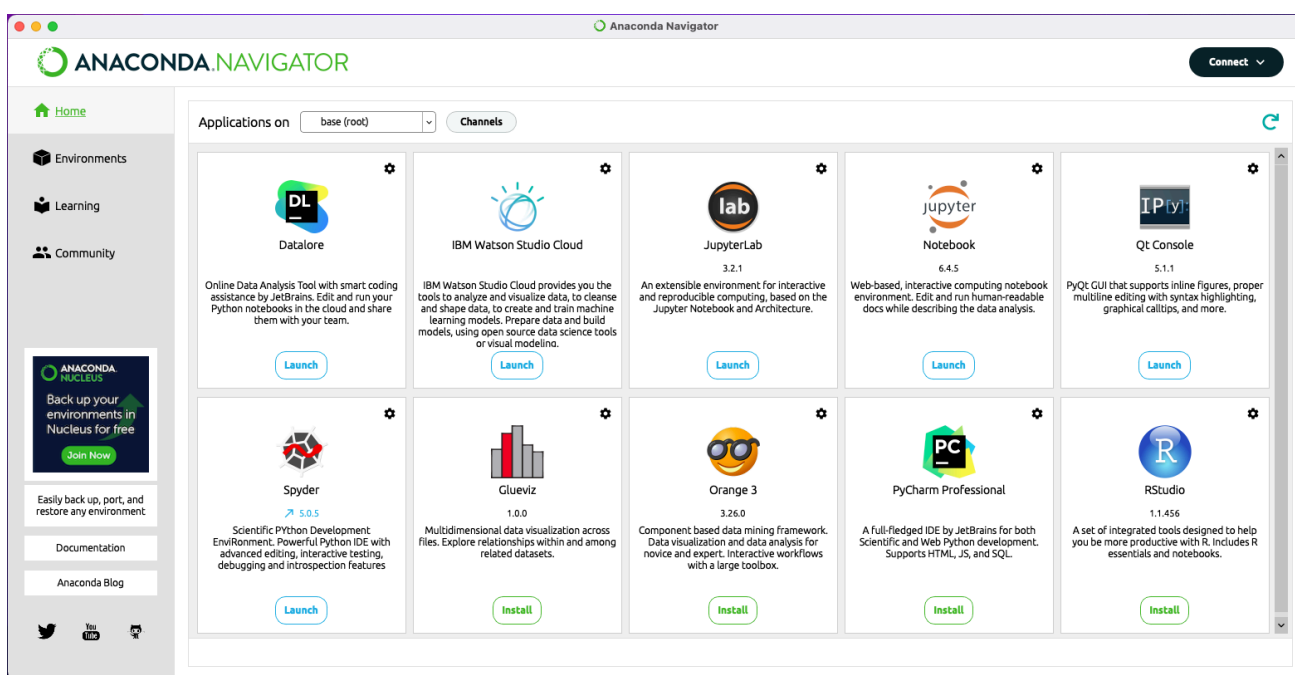 Anaconda Navigator
ANACONDA.NAVIGATOR
Connect
Home
Environments
Learning
Community
ANACONDA.
NUCLEUS
Back up your
environments in
Nucleus for free
Join Now
Easily back up, port, and
restore any environment
Documentation
Anaconda Blog
You
Tube
Applications on
base (root)
Channels
DL
Datalore
Online Data Analysis Tool with smart coding
assistance by JetBrains. Edit and run your
Python notebooks in the cloud and share
them with your team.
Launch
IBM Watson Studio Cloud
IBM Watson Studio Cloud provides you the
tools to analyze and visualize data, to cleanse
and shape data, to create and train machine
learning models. Prepare data and build
models, using open source data science tools
or visual modeling.
Launch
lab
JupyterLab
3.2.1
An extensible environment for interactive
and reproducible computing, based on the
Jupyter Notebook and Architecture.
Launch
jupyter
Notebook
6.4.5
Web-based, interactive computing notebook
environment. Edit and run human-readable
docs while describing the data analysis.
Launch
IP[y]:
Qt Console
5.1.1
PyQt GUI that supports inline figures, proper
multiline editing with syntax highlighting,
graphical calltips, and more.
Launch
Spyder
5.0.5
Scientific PYthon Development
EnviRonment. Powerful Python IDE with
advanced editing, interactive testing,
debugging and introspection features
Launch
Glueviz
1.0.0
Multidimensional data visualization across
files. Explore relationships within and among
related datasets.
Install
Orange 3
3.26.0
Component based data mining framework.
Data visualization and data analysis for
novice and expert. Interactive workflows
with a large toolbox.
Install
PC
PyCharm Professional
A full-fledged IDE by JetBrains for both
Scientific and Web Python development.
Supports HTML, JS, and SQL.
Install
R
RStudio
1.1.456
A set of integrated tools designed to help
you be more productive with R. Includes R
essentials and notebooks.
Install